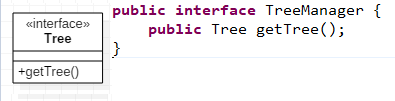 «interface»
Tree
+getTree()
public interface TreeManager {
    public Tree getTree();
}